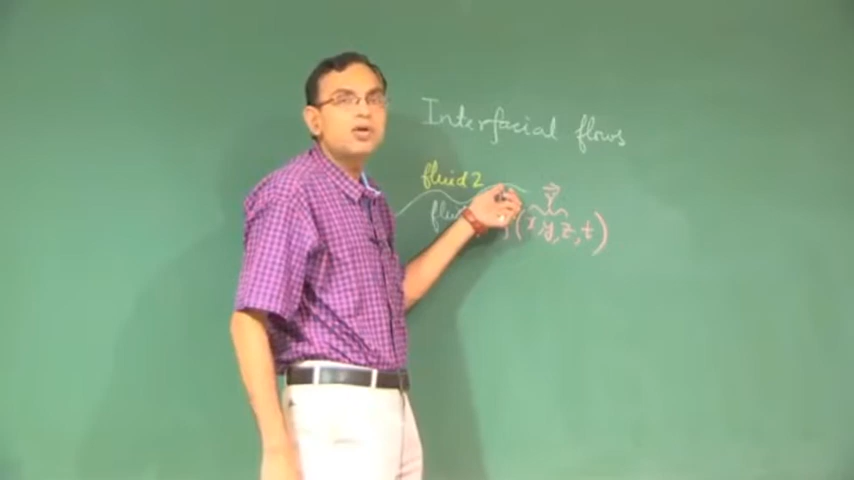 Interfacial flows
fluid 2
r⃗
(x, y, z, t)